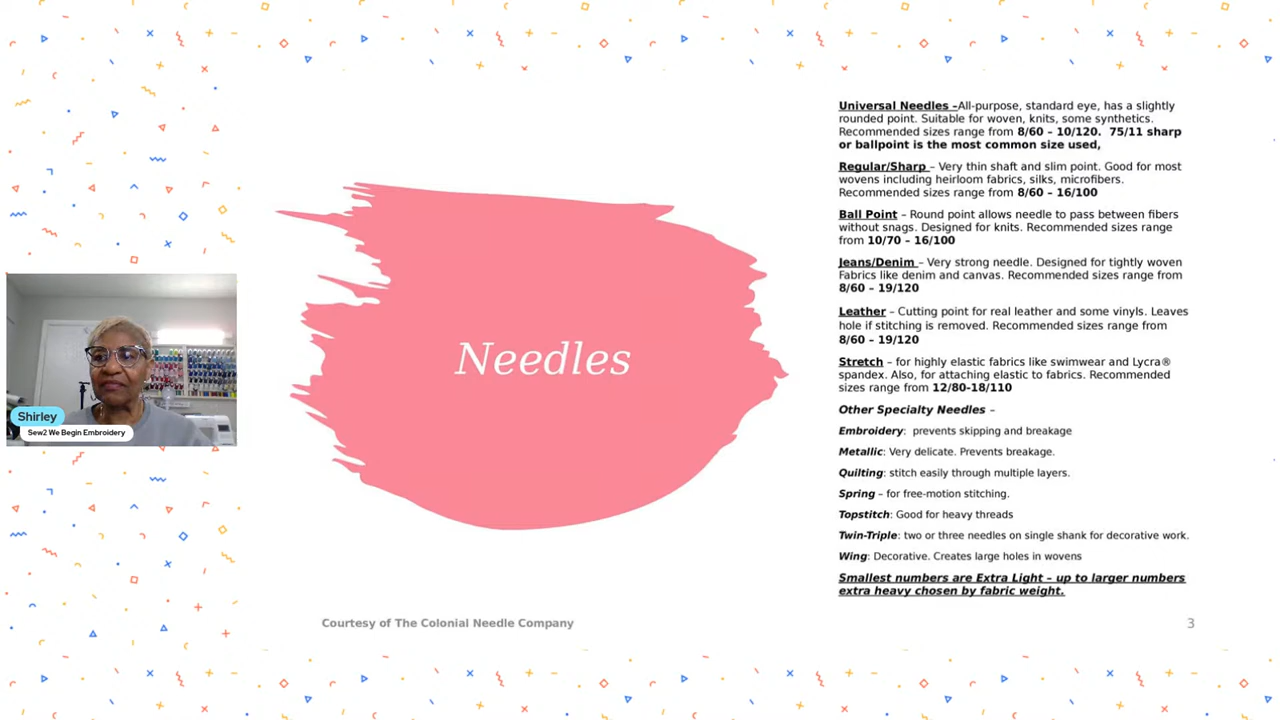 Universal Needles –All-purpose, standard eye, has a slightly
rounded point. Suitable for woven, knits, some synthetics.
Recommended sizes range from 8/60 – 10/120.  75/11 sharp
or ballpoint is the most common size used,
Regular/Sharp – Very thin shaft and slim point. Good for most
wovens including heirloom fabrics, silks, microfibers.
Recommended sizes range from 8/60 – 16/100
Ball Point – Round point allows needle to pass between fibers
without snags. Designed for knits. Recommended sizes range
from 10/70 – 16/100
Jeans/Denim – Very strong needle. Designed for tightly woven
Fabrics like denim and canvas. Recommended sizes range from
8/60 – 19/120
Leather – Cutting point for real leather and some vinyls. Leaves
hole if stitching is removed. Recommended sizes range from
8/60 – 19/120
Stretch – for highly elastic fabrics like swimwear and Lycra®
spandex. Also, for attaching elastic to fabrics. Recommended
sizes range from 12/80-18/110
Other Specialty Needles –
Embroidery:  prevents skipping and breakage
Metallic: Very delicate. Prevents breakage.
Quilting: stitch easily through multiple layers.
Spring – for free-motion stitching.
Topstitch: Good for heavy threads
Twin-Triple: two or three needles on single shank for decorative work.
Wing: Decorative. Creates large holes in wovens
Smallest numbers are Extra Light – up to larger numbers
extra heavy chosen by fabric weight.
Needles
Shirley
Sew2 We Begin Embroidery
Courtesy of The Colonial Needle Company
3